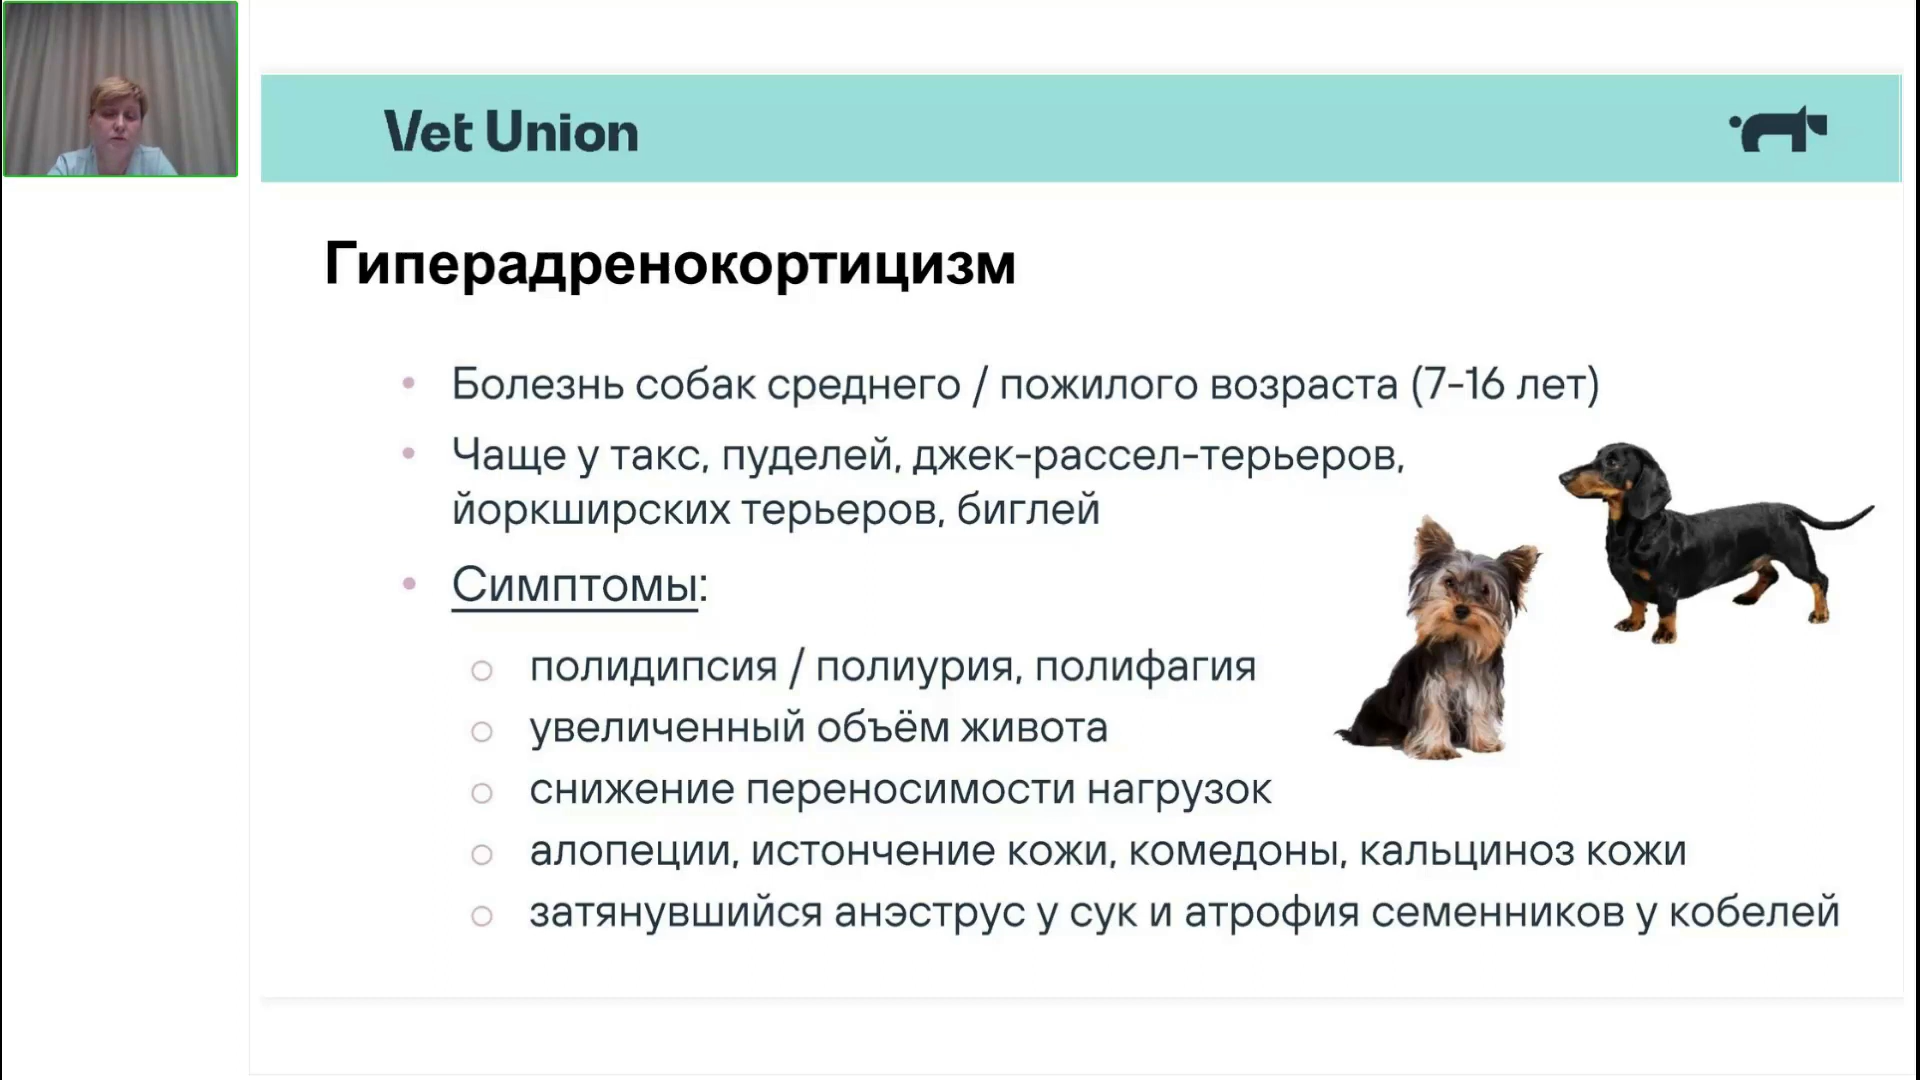 Vet Union
Гиперадренокортицизм
• Болезнь собак среднего / пожилого возраста (7-16 лет)
• Чаще у такс, пуделей, джек-рассел-терьеров,
йоркширских терьеров, биглей
• Симптомы:
○ полидипсия / полиурия, полифагия
○ увеличенный объём живота
○ снижение переносимости нагрузок
○ алопеции, истончение кожи, комедоны, кальциноз кожи
○ затянувшийся анэструс у сук и атрофия семенников у кобелей